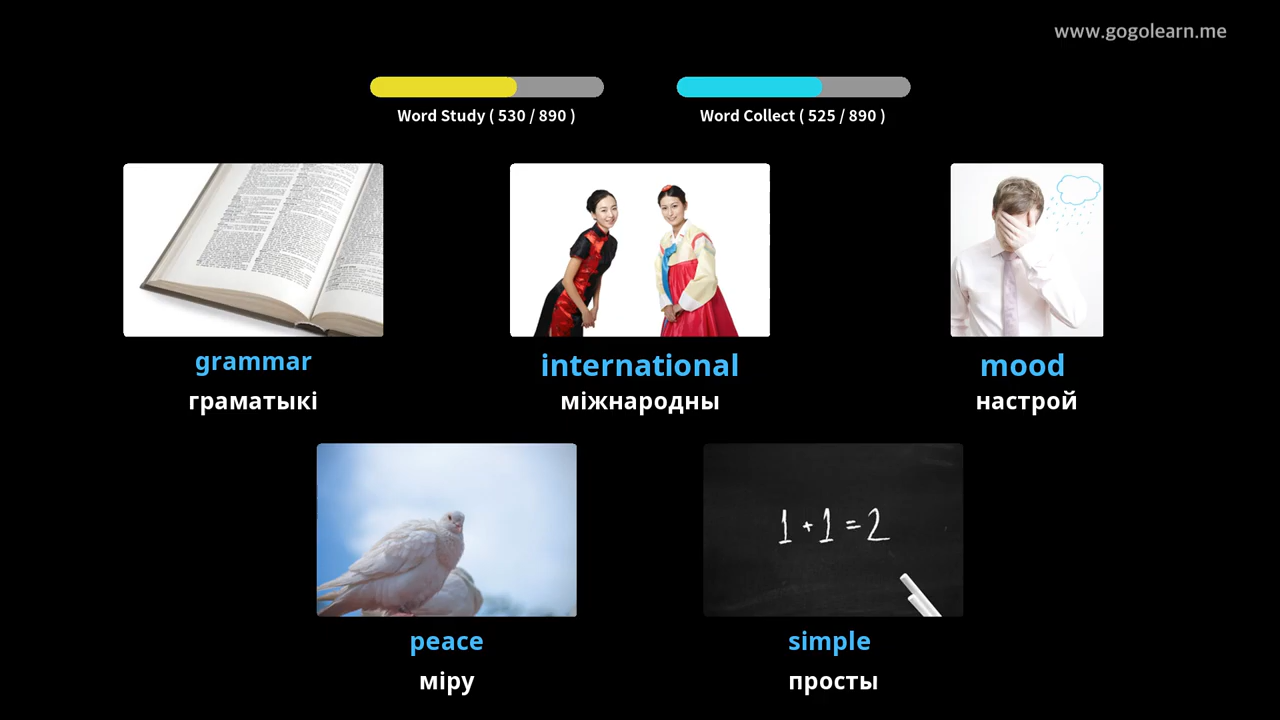 www.gogolearn.me
Word Study ( 530 / 890 )
Word Collect ( 525 / 890 )
grammar
граматыкі
international
міжнародны
mood
настрой
1 + 1 = 2
peace
міру
simple
просты